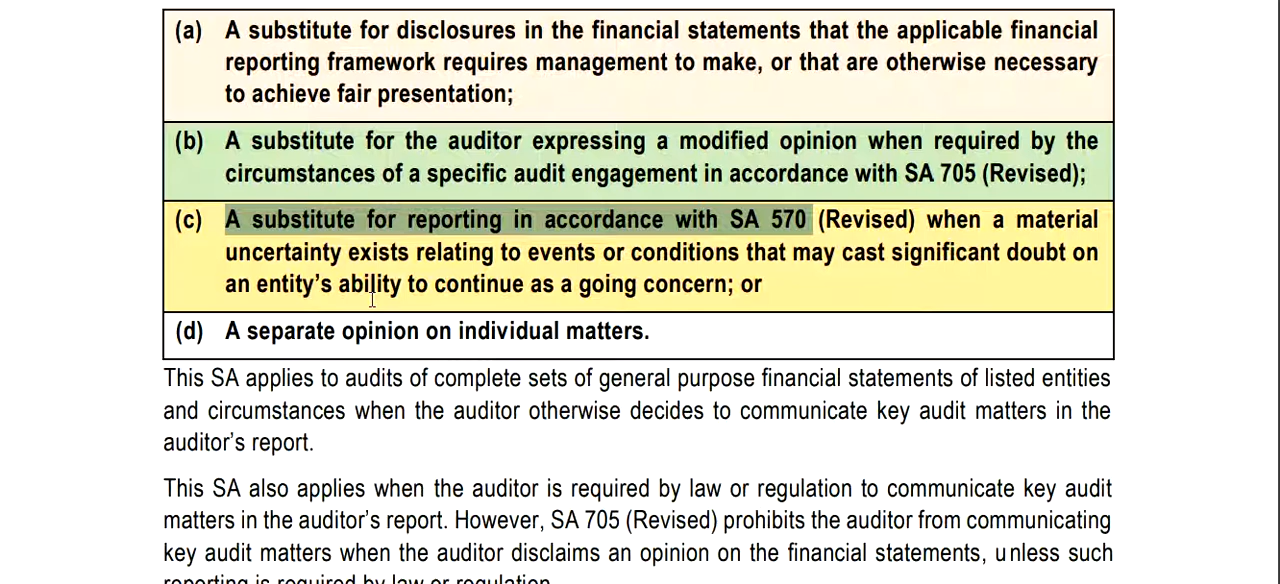 (a) A substitute for disclosures in the financial statements that the applicable financial
reporting framework requires management to make, or that are otherwise necessary
to achieve fair presentation;
(b) A substitute for the auditor expressing a modified opinion when required by the
circumstances of a specific audit engagement in accordance with SA 705 (Revised);
(c) A substitute for reporting in accordance with SA 570 (Revised) when a material
uncertainty exists relating to events or conditions that may cast significant doubt on
an entity’s ability to continue as a going concern; or
(d) A separate opinion on individual matters.
This SA applies to audits of complete sets of general purpose financial statements of listed entities
and circumstances when the auditor otherwise decides to communicate key audit matters in the
auditor’s report.
This SA also applies when the auditor is required by law or regulation to communicate key audit
matters in the auditor’s report. However, SA 705 (Revised) prohibits the auditor from communicating
key audit matters when the auditor disclaims an opinion on the financial statements, unless such
reporting is required by law or regulation.